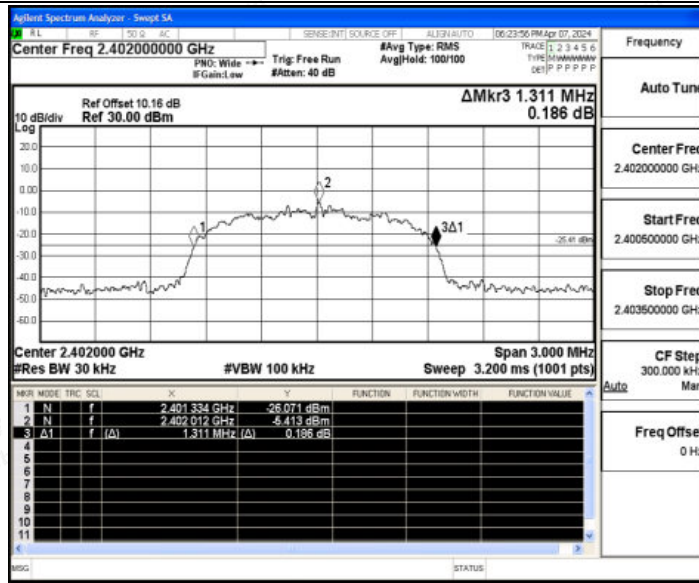 Agilent Spectrum Analyzer - Swept SA
RL RF 50 Ω AC SENSE:INT SOURCE OFF ALIGN AUTO 06:23:56 PM Apr 07, 2024
Center Freq 2.402000000 GHz
PNO: Wide
IFGain:Low
Trig: Free Run
#Atten: 40 dB
#Avg Type: RMS
Avg|Hold: 100/100
TRACE 1 2 3 4 5 6
TYPE MWWWWW
DET P P P P P P
Frequency
Ref Offset 10.16 dB
10 dB/div Ref 30.00 dBm
Log
ΔMkr3 1.311 MHz
0.186 dB
20.0
10.0
0.00
-10.0
-20.0
-30.0
-40.0
-50.0
-60.0
1
2
3Δ1
-25.41 dBm
Center 2.402000 GHz Span 3.000 MHz
#Res BW 30 kHz #VBW 100 kHz Sweep 3.200 ms (1001 pts)
MKR MODE TRC SCL X Y FUNCTION FUNCTION WIDTH FUNCTION VALUE
1 N f 2.401 334 GHz -26.071 dBm
2 N f 2.402 012 GHz -5.413 dBm
3 Δ1 f (Δ) 1.311 MHz (Δ) 0.186 dB
4
5
6
7
8
9
10
11
MSG STATUS
Auto Tune
Center Freq
2.402000000 GHz
Start Freq
2.400500000 GHz
Stop Freq
2.403500000 GHz
CF Step
300.000 kHz
Auto Man
Freq Offset
0 Hz